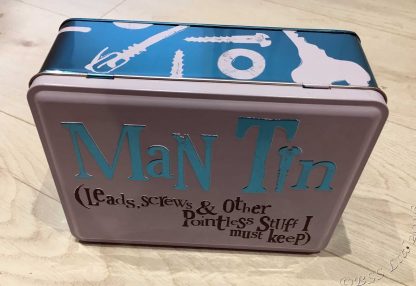 MaN TiN
(Leads, screws & Other
Pointless Stuff I
must keep)